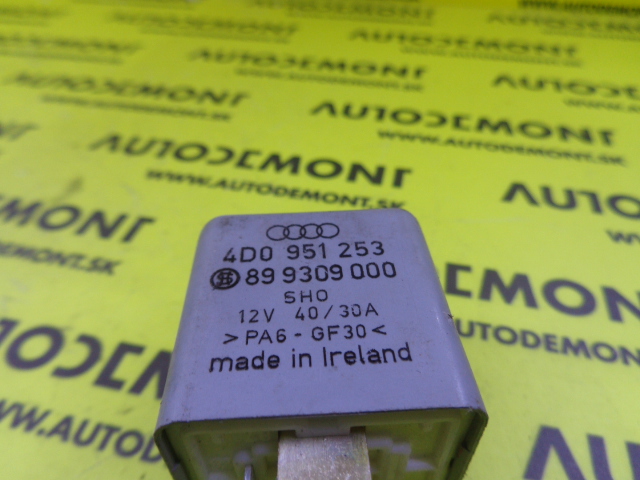 AUTODEMONT
WWW.AUTODEMONT.SK
AUTODEMONT
WWW.AUTODEMONT.SK
AUTODEMONT
WWW.AUTODEMONT.SK
4D0 951 253
89 9309 000
SHO
12V 40/30A
>PA6-GF30<
made in Ireland